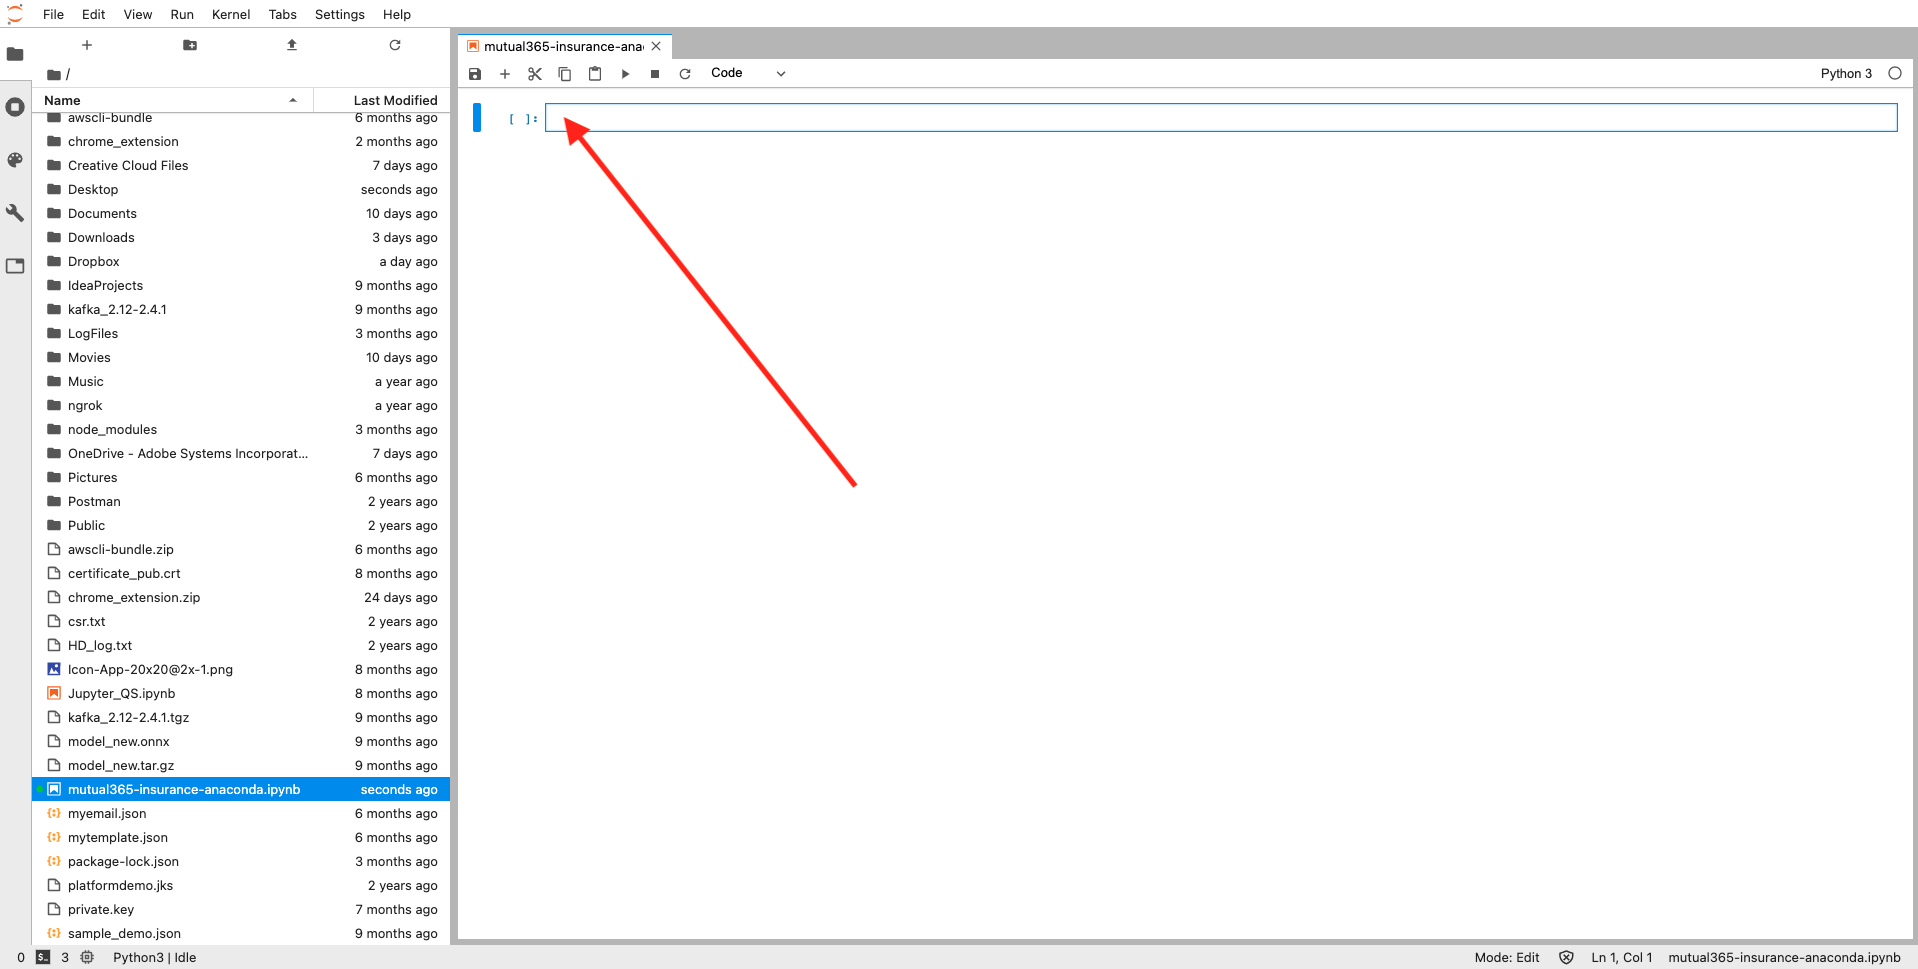 File Edit View Run Kernel Tabs Settings Help
mutual365-insurance-ana
/
Code
Python 3
Name Last Modified
awscli-bundle 6 months ago
[ ]:
chrome_extension 2 months ago
Creative Cloud Files 7 days ago
Desktop seconds ago
Documents 10 days ago
Downloads 3 days ago
Dropbox a day ago
IdeaProjects 9 months ago
kafka_2.12-2.4.1 9 months ago
LogFiles 3 months ago
Movies 10 days ago
Music a year ago
ngrok a year ago
node_modules 3 months ago
OneDrive - Adobe Systems Incorporat... 7 days ago
Pictures 6 months ago
Postman 2 years ago
Public 2 years ago
awscli-bundle.zip 6 months ago
certificate_pub.crt 8 months ago
chrome_extension.zip 24 days ago
csr.txt 2 years ago
HD_log.txt 2 years ago
Icon-App-20x20@2x-1.png 8 months ago
Jupyter_QS.ipynb 8 months ago
kafka_2.12-2.4.1.tgz 9 months ago
model_new.onnx 9 months ago
model_new.tar.gz 9 months ago
mutual365-insurance-anaconda.ipynb seconds ago
myemail.json 6 months ago
mytemplate.json 6 months ago
package-lock.json 3 months ago
platformdemo.jks 2 years ago
private.key 7 months ago
sample_demo.json 9 months ago
0 $_ 3 Python3 | Idle Mode: Edit Ln 1, Col 1 mutual365-insurance-anaconda.ipynb